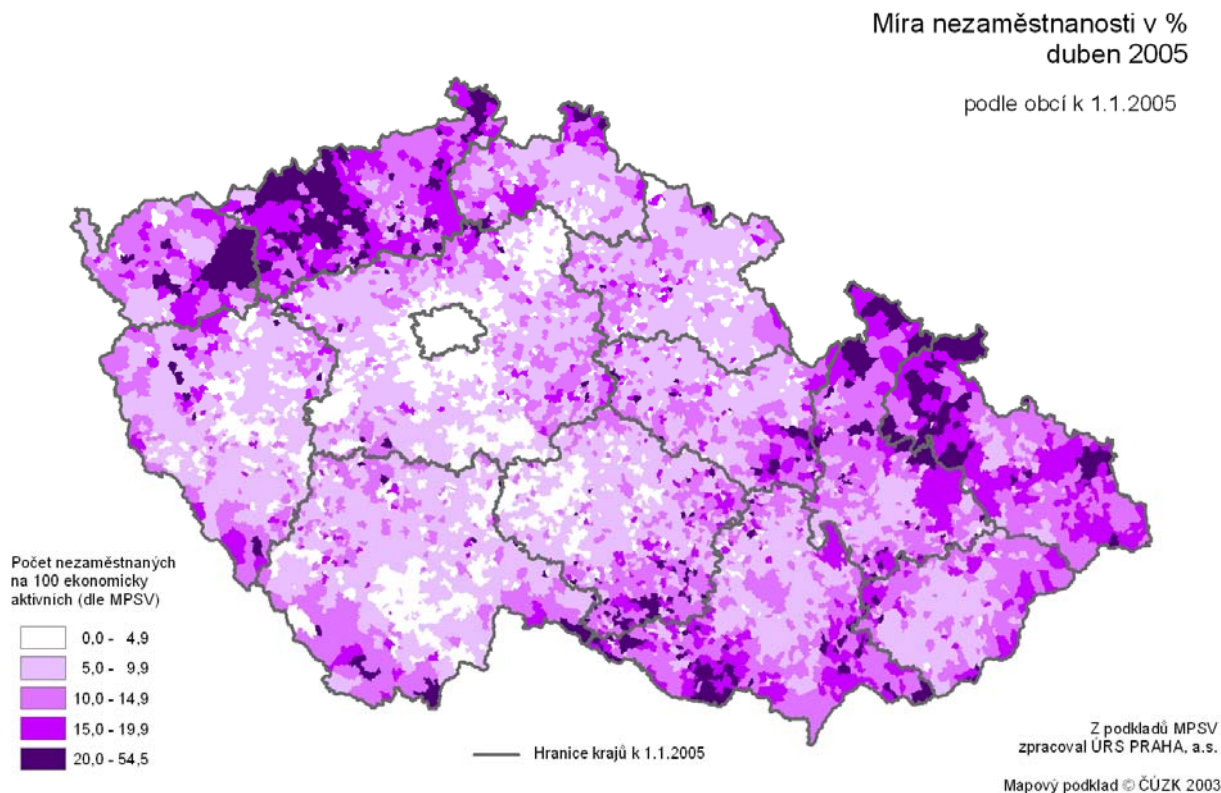 Míra nezaměstnanosti v %
duben 2005
podle obcí k 1.1.2005
Počet nezaměstnaných
na 100 ekonomicky
aktivních (dle MPSV)
0,0 - 4,9
5,0 - 9,9
10,0 - 14,9
15,0 - 19,9
20,0 - 54,5
Hranice krajů k 1.1.2005
Z podkladů MPSV
zpracoval ÚRS PRAHA, a.s.
Mapový podklad © ČÚZK 2003